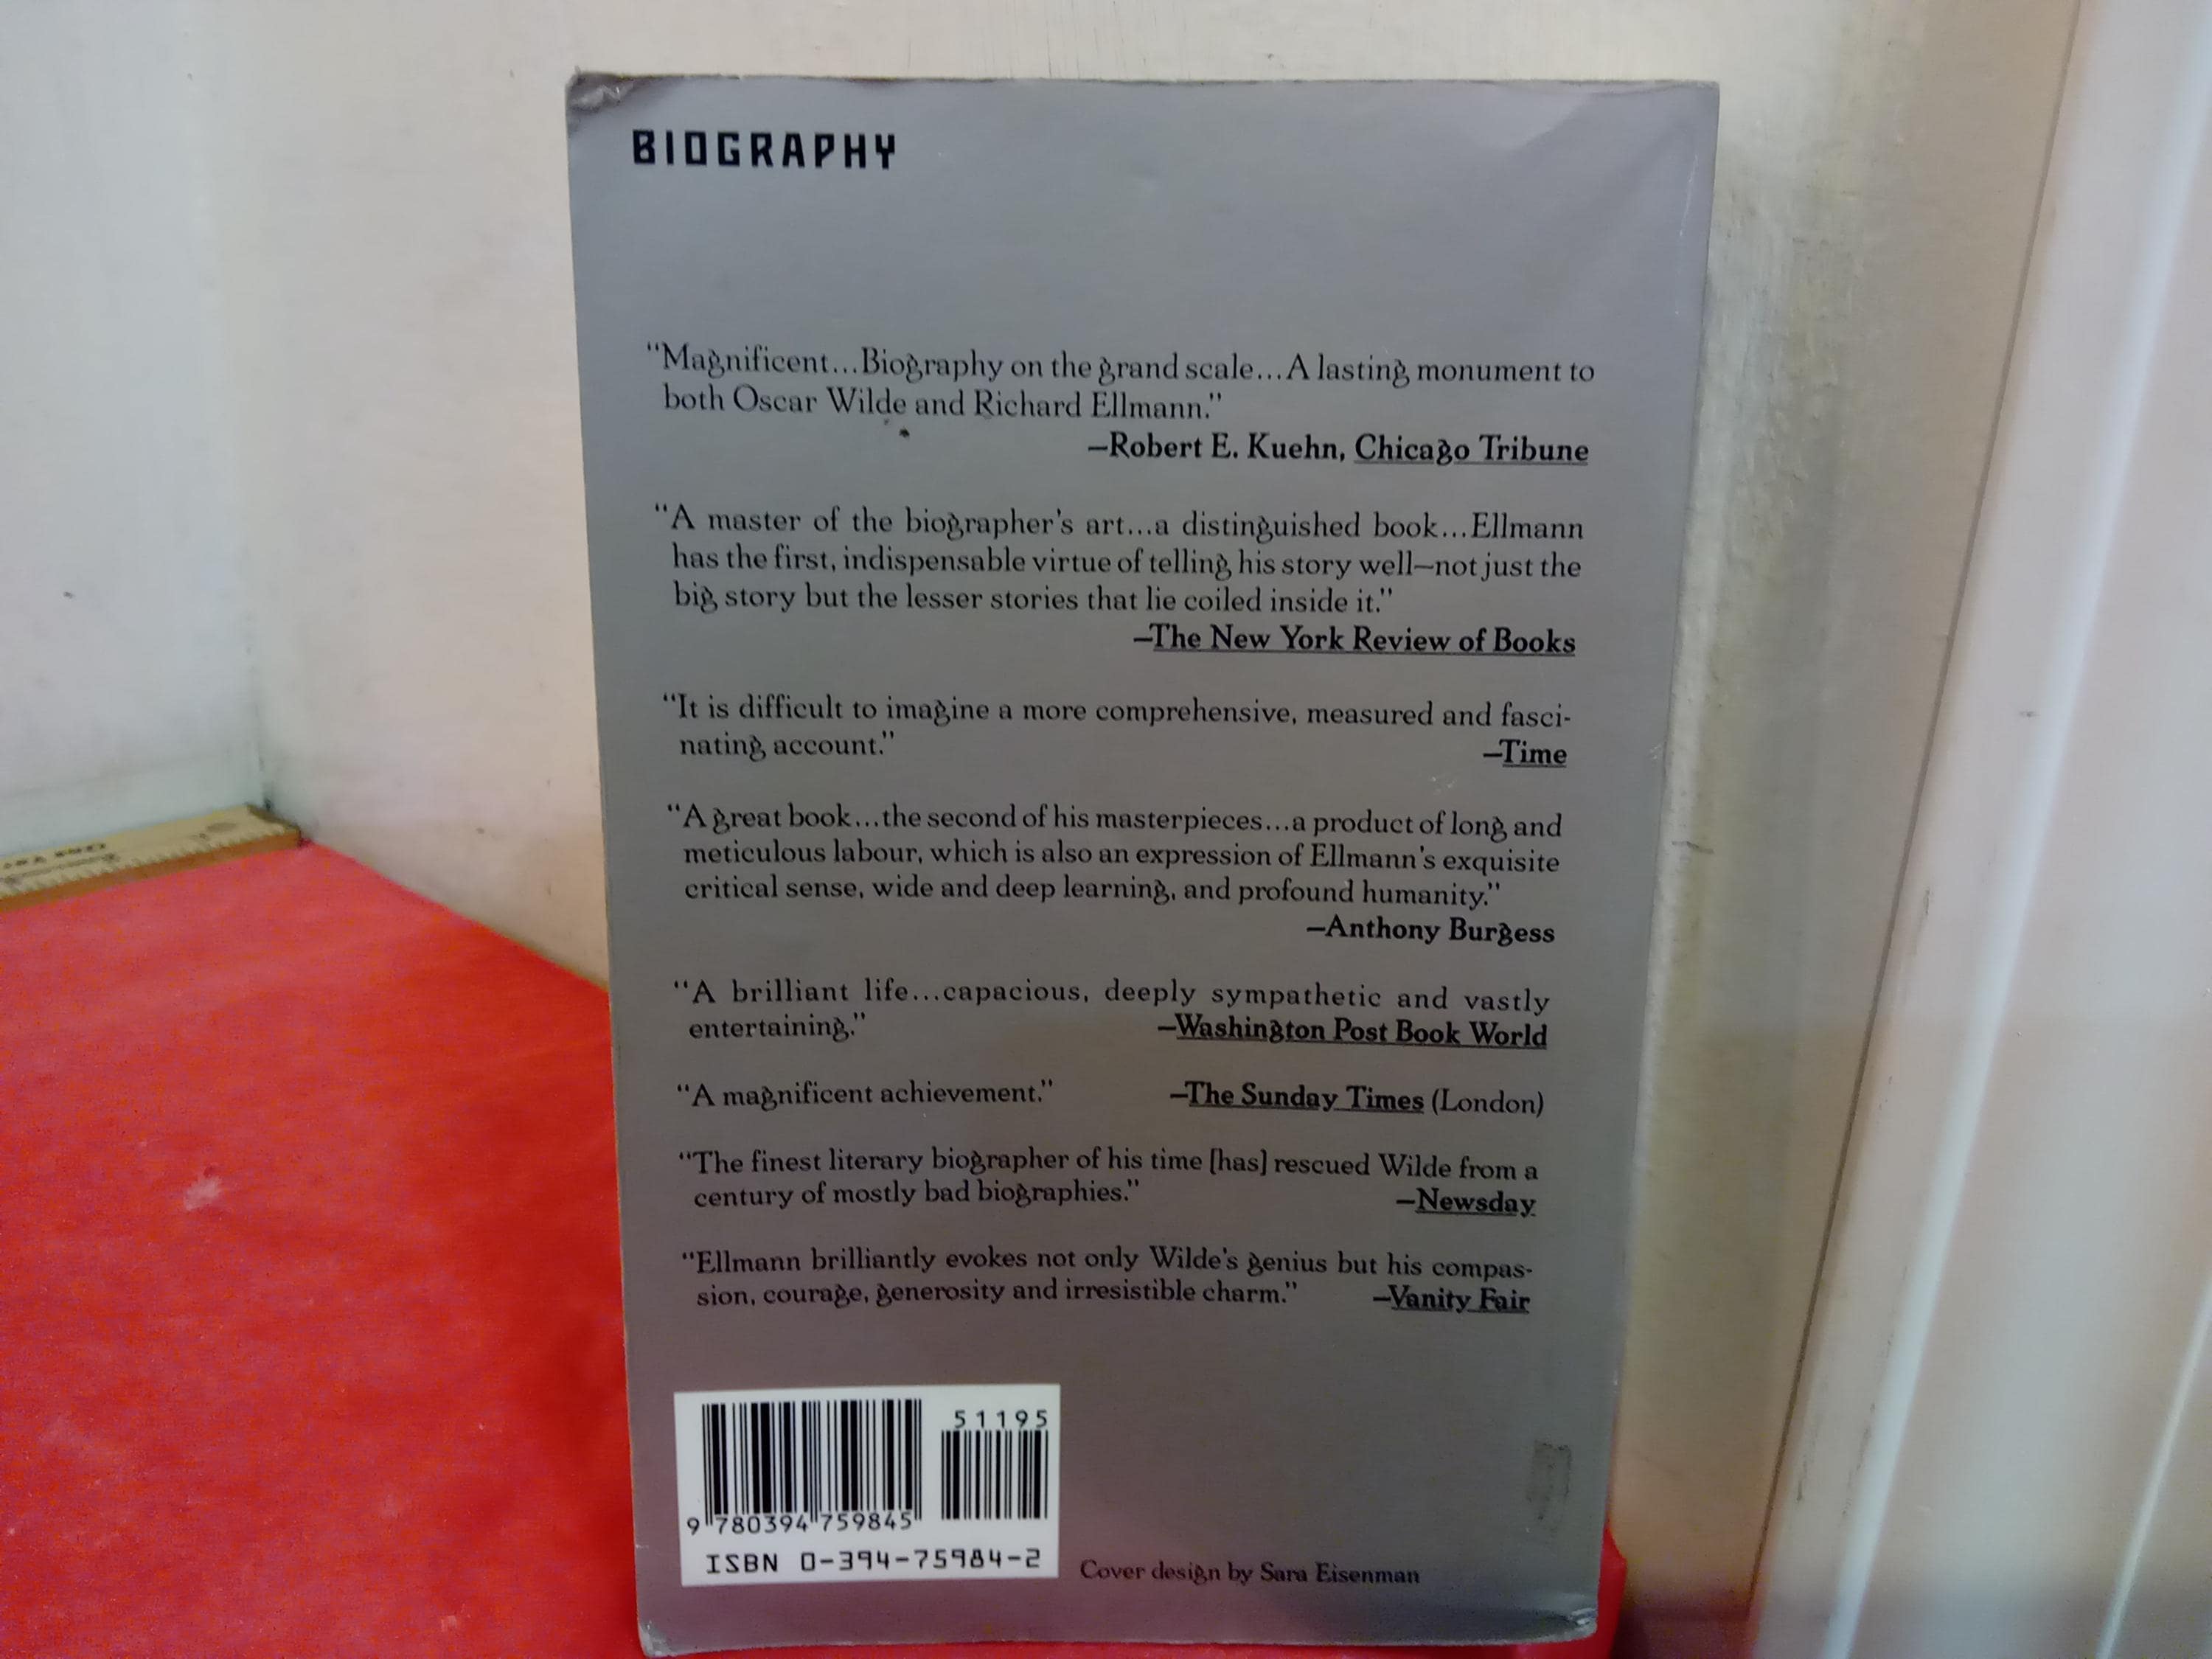 BIOGRAPHY
“Magnificent...Biography on the grand scale...A lasting monument to
both Oscar Wilde and Richard Ellmann.”
—Robert E. Kuehn, Chicago Tribune
“A master of the biographer's art...a distinguished book...Ellmann
has the first, indispensable virtue of telling his story well—not just the
big story but the lesser stories that lie coiled inside it.”
—The New York Review of Books
“It is difficult to imagine a more comprehensive, measured and fasci-
nating account.” —Time
“A great book...the second of his masterpieces...a product of long and
meticulous labour, which is also an expression of Ellmann's exquisite
critical sense, wide and deep learning, and profound humanity.”
—Anthony Burgess
“A brilliant life...capacious, deeply sympathetic and vastly
entertaining.” —Washington Post Book World
“A magnificent achievement.” —The Sunday Times (London)
“The finest literary biographer of his time [has] rescued Wilde from a
century of mostly bad biographies.” —Newsday
“Ellmann brilliantly evokes not only Wilde's genius but his compas-
sion, courage, generosity and irresistible charm.” —Vanity Fair
51195
9 780394 759845
ISBN 0-394-75984-2
Cover design by Sara Eisenman